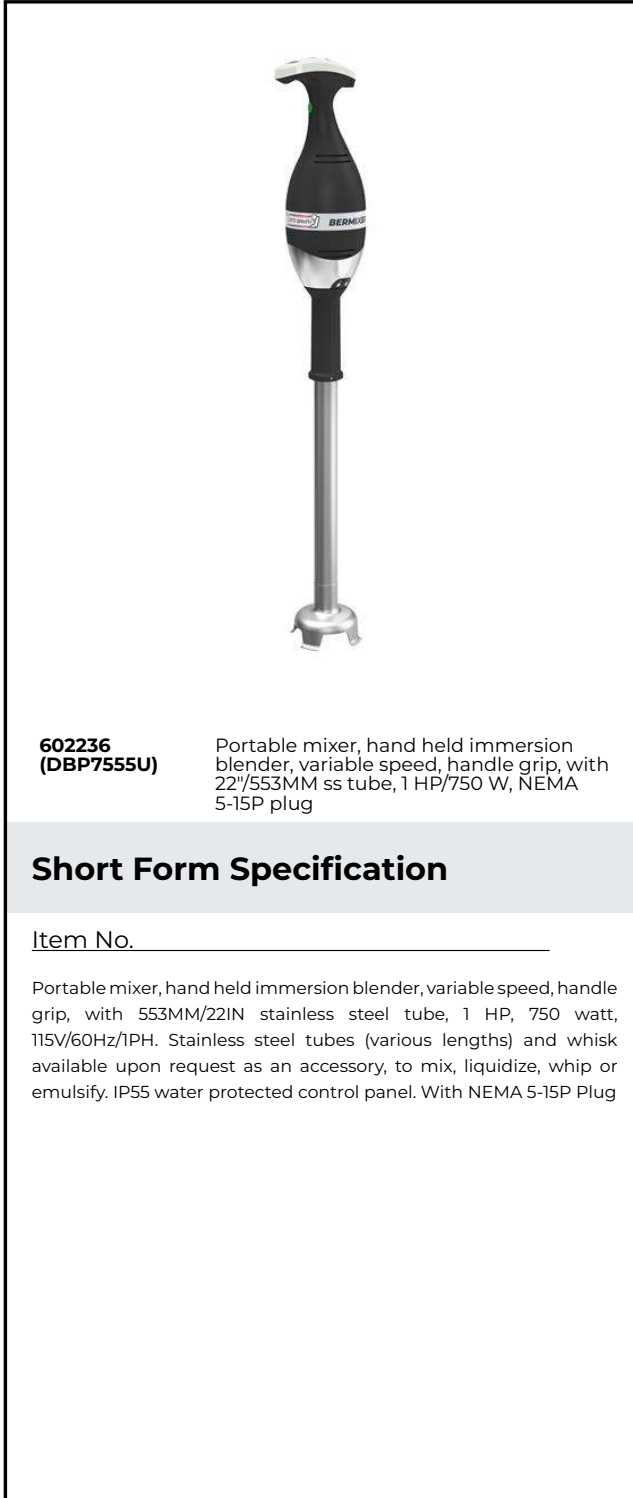 BERMIXER
602236
(DBP7555U)
Portable mixer, hand held immersion
blender, variable speed, handle grip, with
22"/553MM ss tube, 1 HP/750 W, NEMA
5-15P plug
Short Form Specification
Item No.
Portable mixer, hand held immersion blender, variable speed, handle
grip, with 553MM/22IN stainless steel tube, 1 HP, 750 watt,
115V/60Hz/1PH. Stainless steel tubes (various lengths) and whisk
available upon request as an accessory, to mix, liquidize, whip or
emulsify. IP55 water protected control panel. With NEMA 5-15P Plug